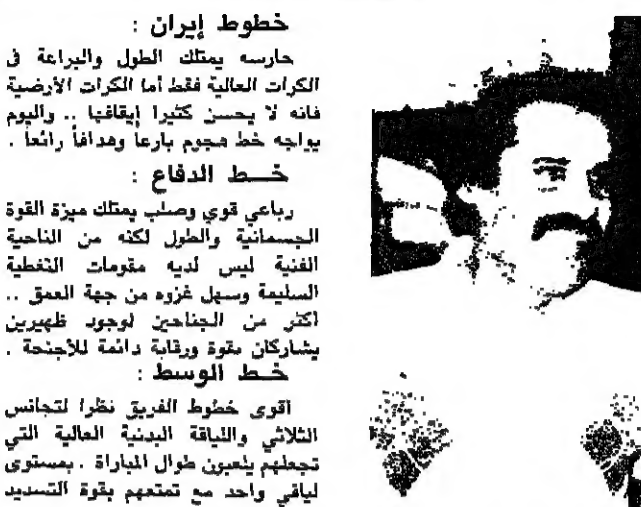 خطوط إيران :
حارسه يمتلك الطول والبراعة فى
الكرات العالية فقط أما الكرات الأرضية
فانه لا يحسن كثيرا إيقافها .. واليوم
يواجه خط هجوم بارعا وهدافاً رائعاً .
خــط الدفاع :
رباعي قوي وصلب يمتلك ميزة القوة
الجسمانية والطول لكنه من الناحية
الفنية ليس لديه مقومات التغطية
السليمة وسهل غزوه من جهة العمق ..
أكثر من الجناحين لوجود ظهيرين
يشاركان بقوة ورقابة دائمة للأجنحة .
خــط الوسط :
أقوى خطوط الفريق نظرا لتجانس
الثلاثي واللياقة البدنية العالية التي
تجعلهم يلعبون طوال المباراة . بمستوى
لياقي واحد مع تمتعهم بقوة التسديد